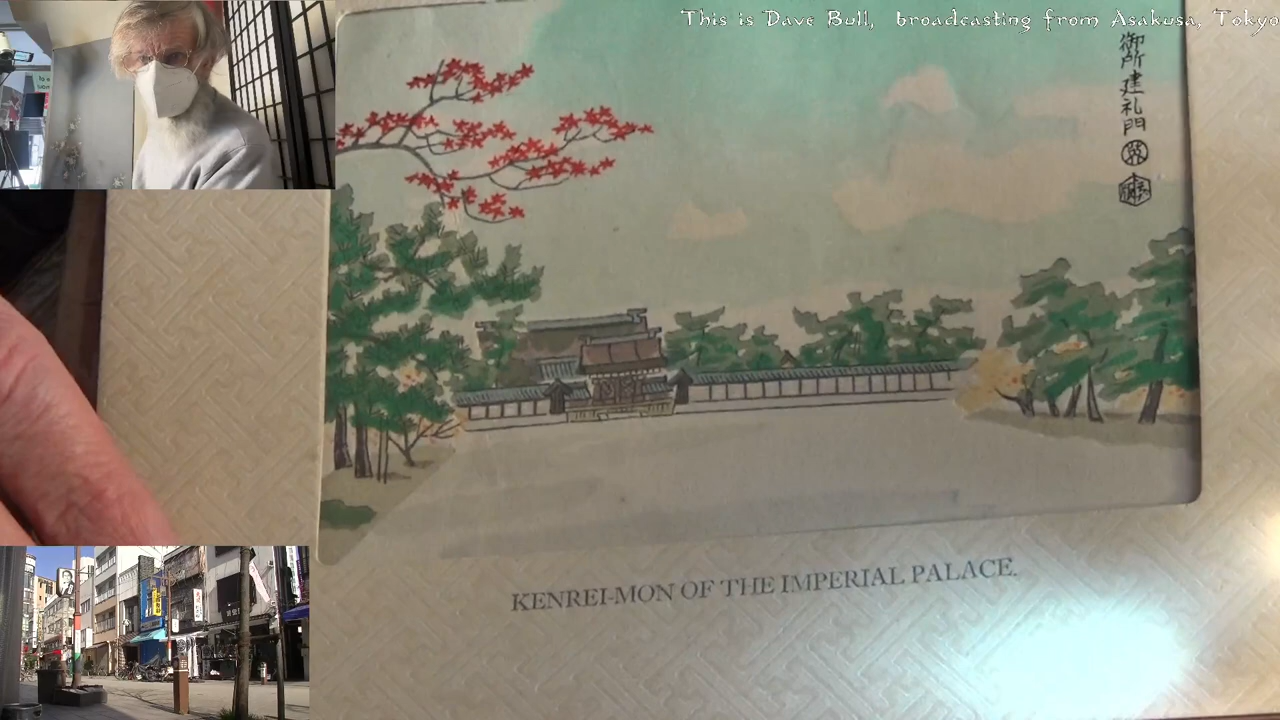 This is Dave Bull, broadcasting from Asakusa, Tokyo
御所建礼門
KENREI-MON OF THE IMPERIAL PALACE.